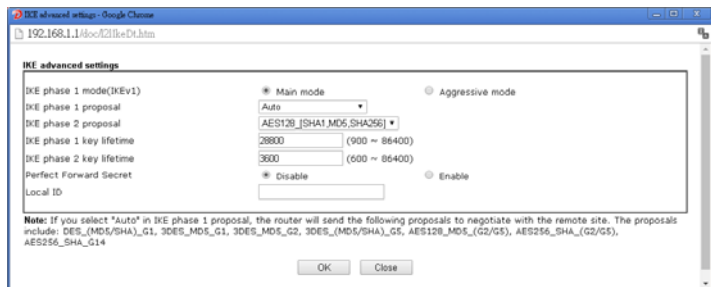 IKE advanced settings - Google Chrome
192.168.1.1/doc/l2lIkeDt.htm
IKE advanced settings
IKE phase 1 mode(IKEv1) Main mode Aggressive mode
IKE phase 1 proposal Auto
IKE phase 2 proposal AES128_[SHA1,MD5,SHA256]
IKE phase 1 key lifetime 28800 (900 ~ 86400)
IKE phase 2 key lifetime 3600 (600 ~ 86400)
Perfect Forward Secret Disable Enable
Local ID
Note: If you select "Auto" in IKE phase 1 proposal, the router will send the following proposals to negotiate with the remote site. The proposals
include: DES_(MD5/SHA)_G1, 3DES_MD5_G1, 3DES_MD5_G2, 3DES_(MD5/SHA)_G5, AES128_MD5_(G2/G5), AES256_SHA_(G2/G5),
AES256_SHA_G14
OK Close